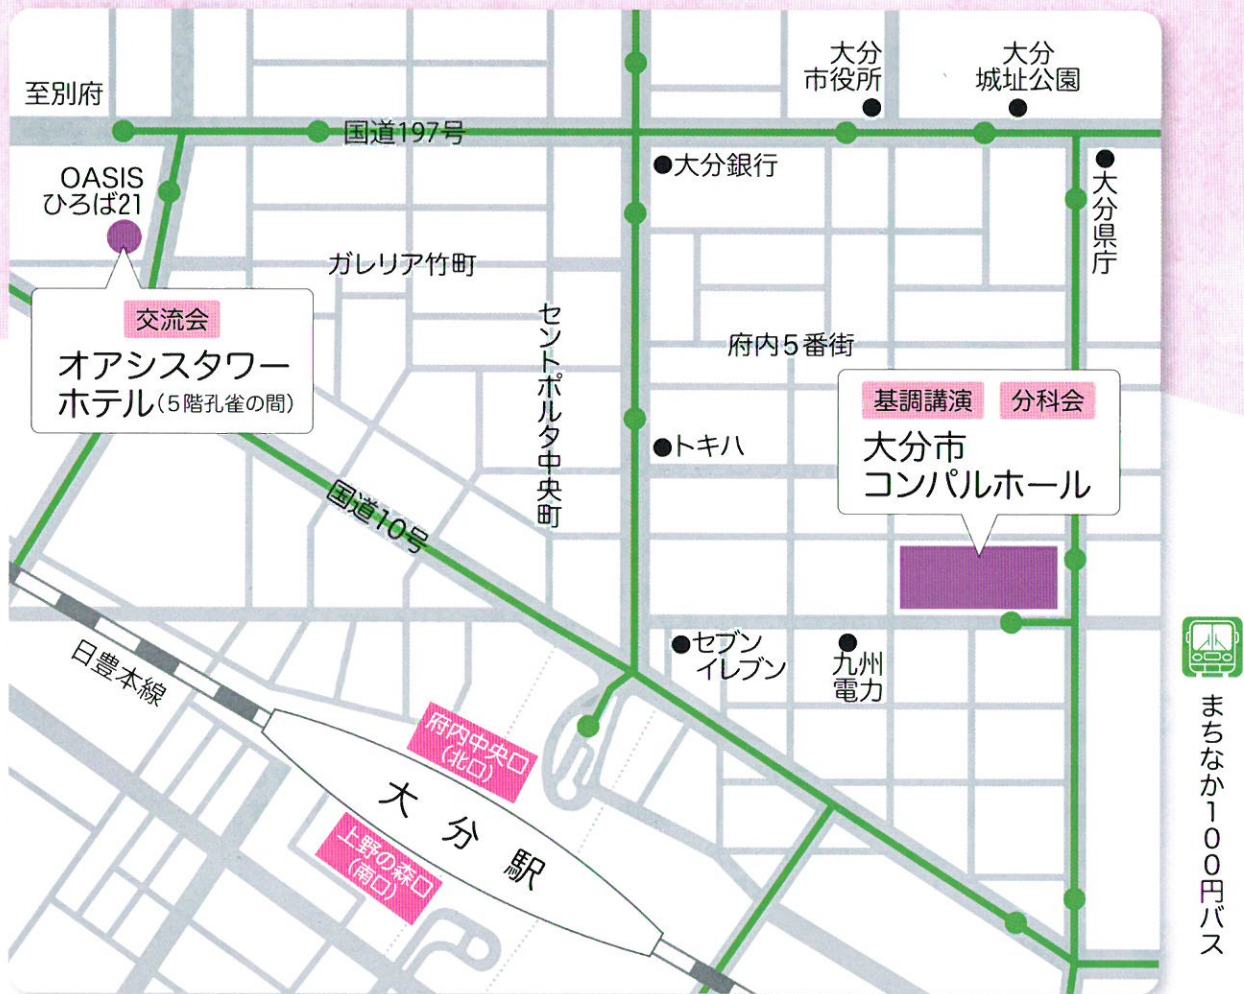 至別府
国道197号
大分
市役所
大分
城址公園
OASIS
ひろば21
大分銀行
大分県庁
ガレリア竹町
交流会
オアシスタワー
ホテル(5階孔雀の間)
セントポルタ中央町
府内5番街
基調講演
分科会
大分市
コンパルホール
トキハ
国道10号
セブン
イレブン
九州
電力
日豊本線
府内中央口
(北口)
大分駅
上野の森口
(南口)
まちなか100円バス